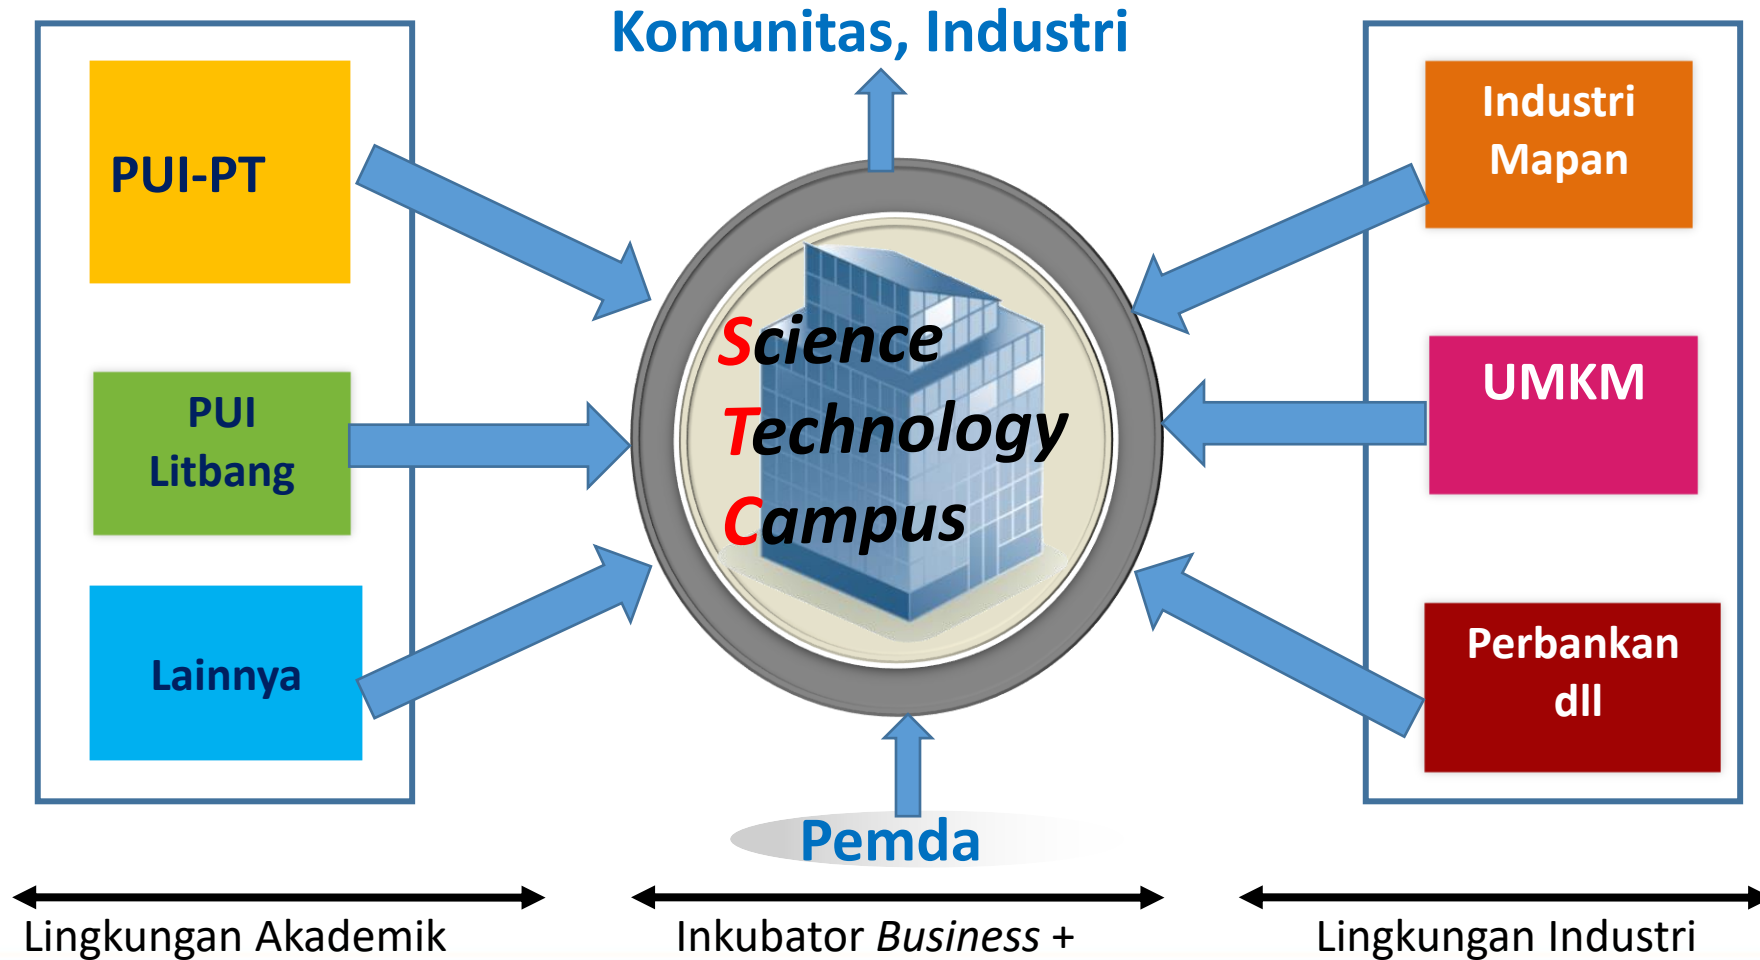 Komunitas, Industri
PUI-PT
PUI
Litbang
Lainnya
Science
Technology
Campus
Industri
Mapan
UMKM
Perbankan
dll
Pemda
Lingkungan Akademik
Inkubator Business +
Lingkungan Industri